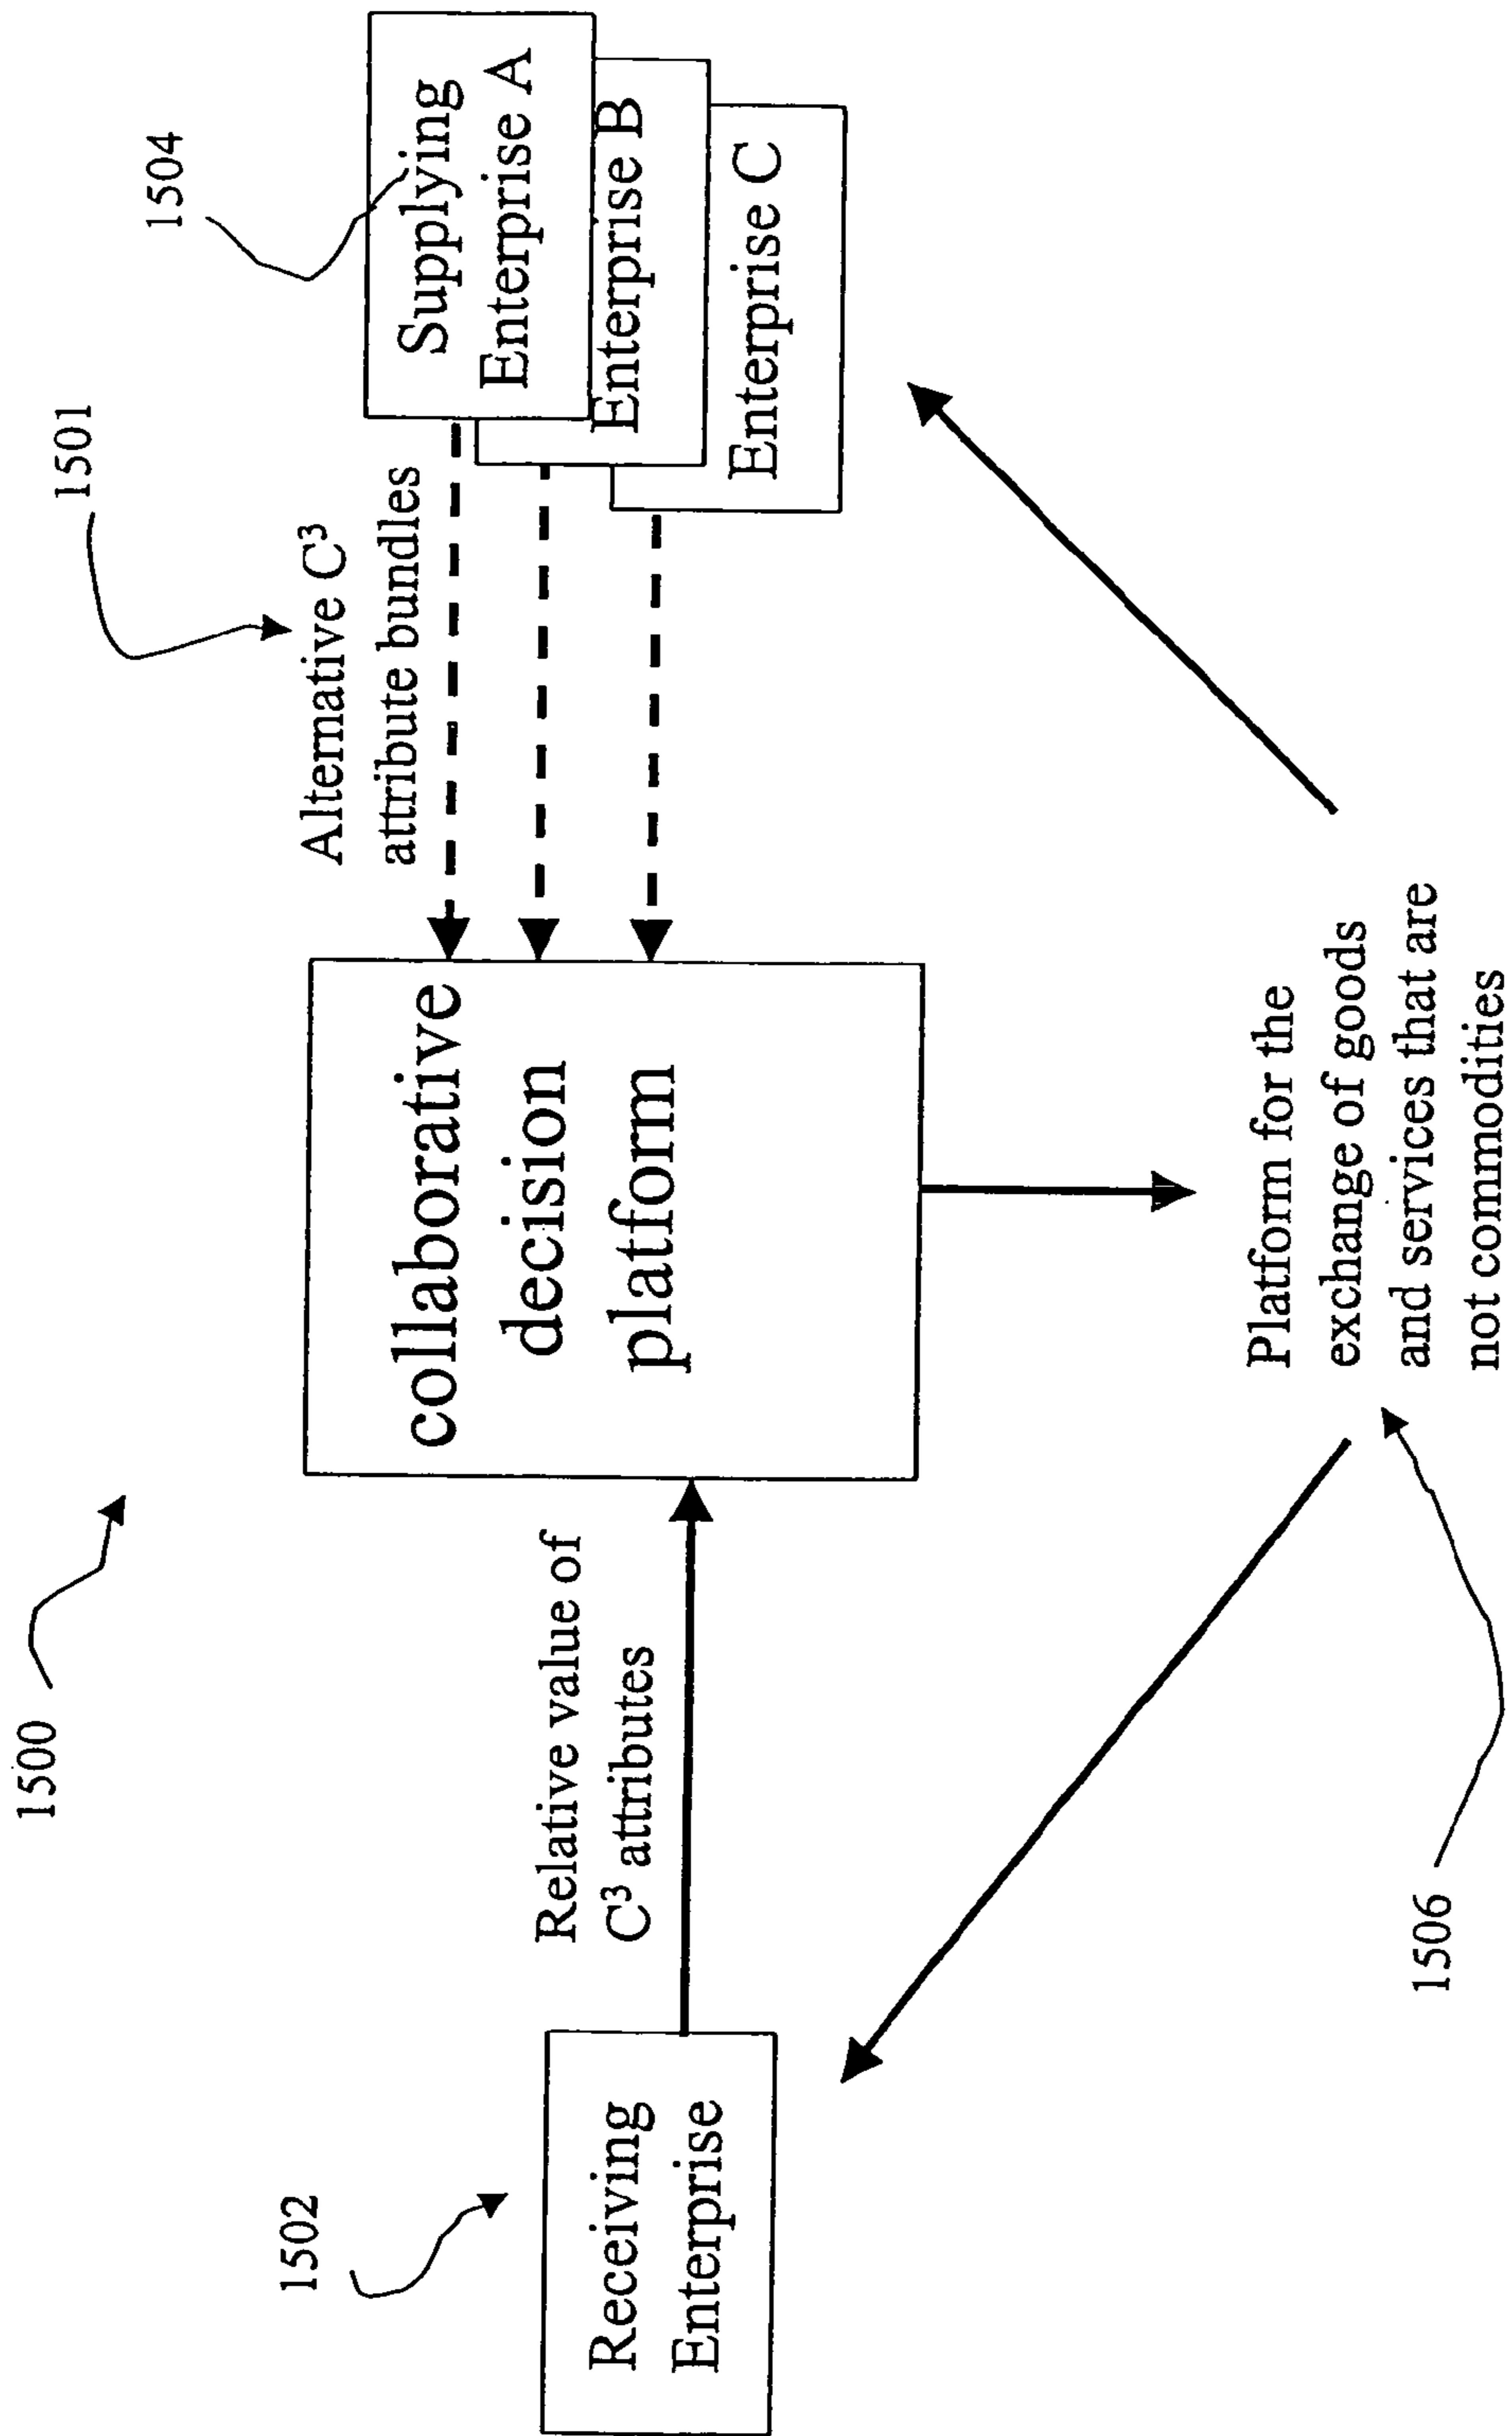 1500
1501
1504
Supplying
Enterprise A
Enterprise B
Enterprise C
Alternative C³
attribute bundles
collaborative
decision
platform
Relative value of
C³ attributes
1502
Receiving
Enterprise
Platform for the
exchange of goods
and services that are
not commodities
1506